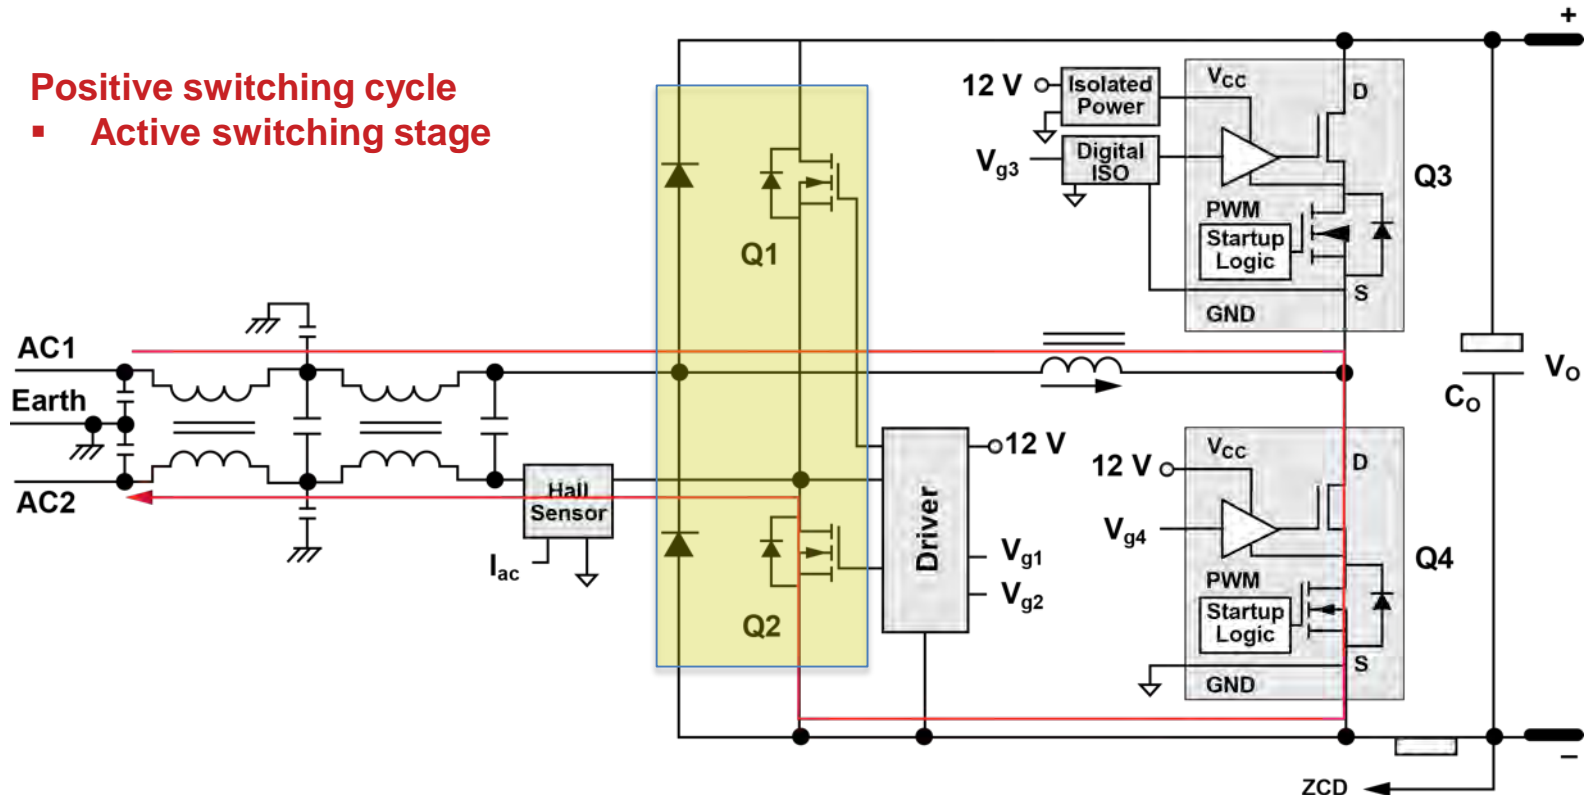 Positive switching cycle
▪ Active switching stage
+
12 V
Isolated
Power
VCC
D
Vg3
Digital
ISO
Q3
PWM
Startup
Logic
S
GND
Q1
AC1
Earth
AC2
Hall
Sensor
Iac
12 V
Driver
Vg1
Vg2
Q2
CO
VO
VCC
12 V
D
Vg4
Q4
PWM
Startup
Logic
S
GND
–
ZCD